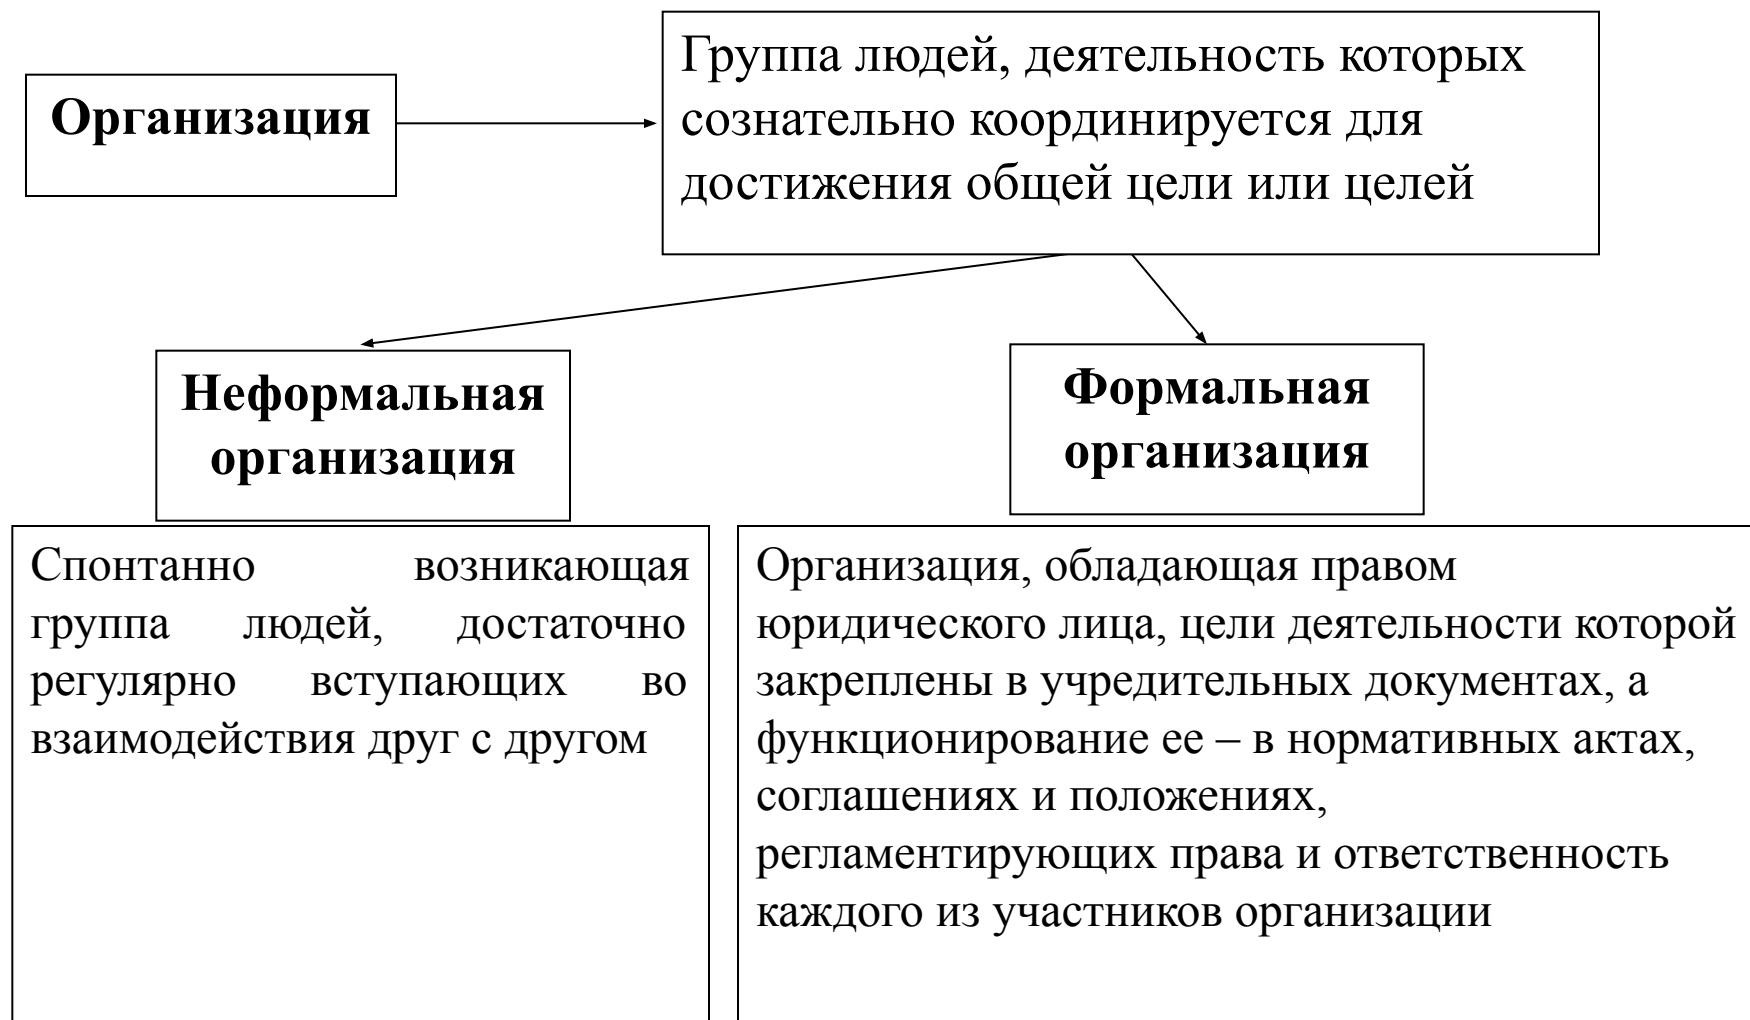 Организация
Группа людей, деятельность которых
сознательно координируется для
достижения общей цели или целей
Неформальная
организация
Формальная
организация
Спонтанно возникающая
группа людей, достаточно
регулярно вступающих во
взаимодействия друг с другом
Организация, обладающая правом
юридического лица, цели деятельности которой
закреплены в учредительных документах, а
функционирование ее – в нормативных актах,
соглашениях и положениях,
регламентирующих права и ответственность
каждого из участников организации